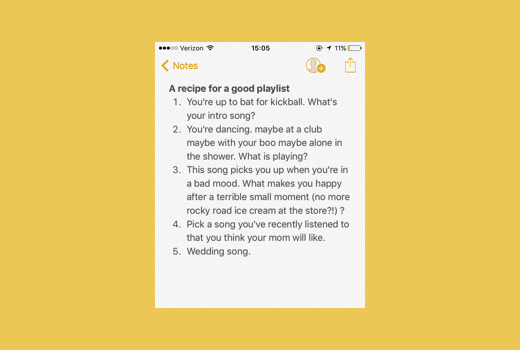 Verizon 15:05 11%
Notes
A recipe for a good playlist
1. You're up to bat for kickball. What's
your intro song?
2. You're dancing. maybe at a club
maybe with your boo maybe alone in
the shower. What is playing?
3. This song picks you up when you're in
a bad mood. What makes you happy
after a terrible small moment (no more
rocky road ice cream at the store?!) ?
4. Pick a song you've recently listened to
that you think your mom will like.
5. Wedding song.